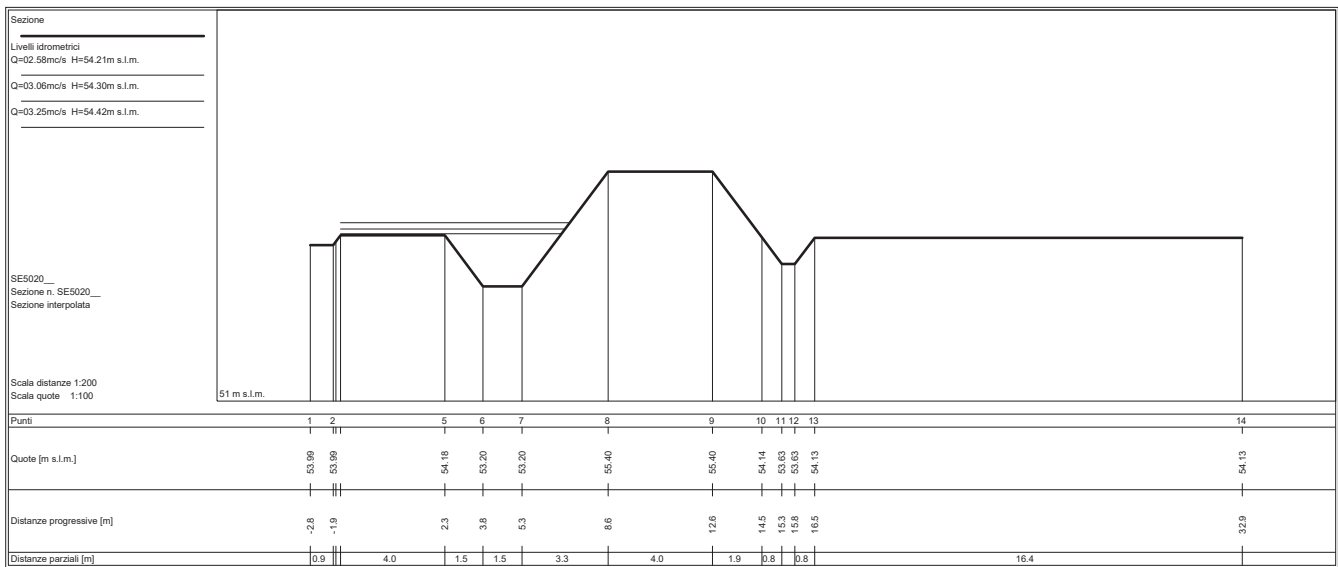 Sezione
Livelli idrometrici
Q=02.58mc/s H=54.21m s.l.m.
Q=03.06mc/s H=54.30m s.l.m.
Q=03.25mc/s H=54.42m s.l.m.
SE5020__
Sezione n. SE5020__
Sezione interpolata
Scala distanze 1:200
Scala quote 1:100
51 m s.l.m.
Punti 1 2 5 6 7 8 9 10 11 12 13 14
Quote [m s.l.m.] 53.99 53.99 54.18 53.20 53.20 55.40 55.40 54.14 53.63 53.63 54.13 54.13
Distanze progressive [m] -2.8 -1.9 2.3 3.8 5.3 8.6 12.6 14.5 15.3 15.8 16.5 32.9
Distanze parziali [m] 0.9 4.0 1.5 1.5 3.3 4.0 1.9 0.8 0.8 16.4